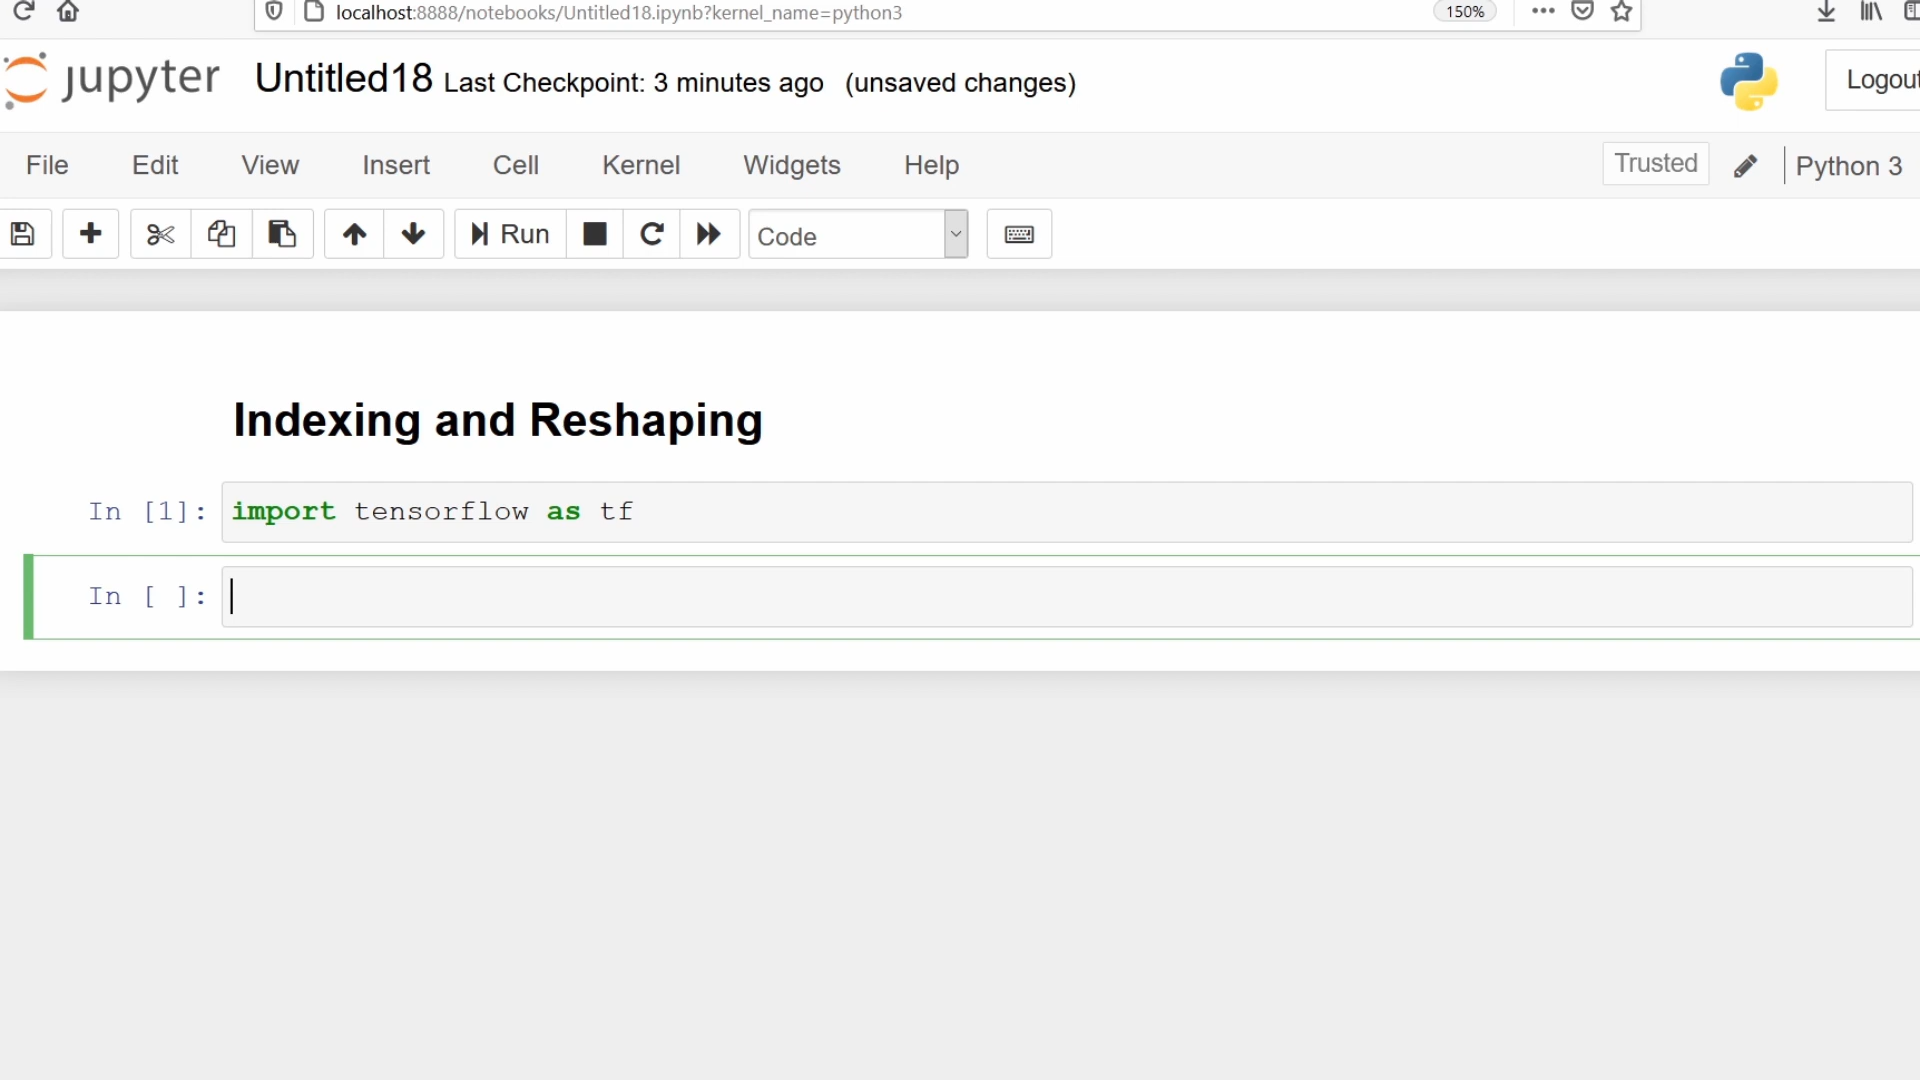 localhost:8888/notebooks/Untitled18.ipynb?kernel_name=python3 150%
jupyter Untitled18 Last Checkpoint: 3 minutes ago (unsaved changes) Logout
File Edit View Insert Cell Kernel Widgets Help Trusted Python 3
Run Code
Indexing and Reshaping
In [1]: import tensorflow as tf
In [ ]: